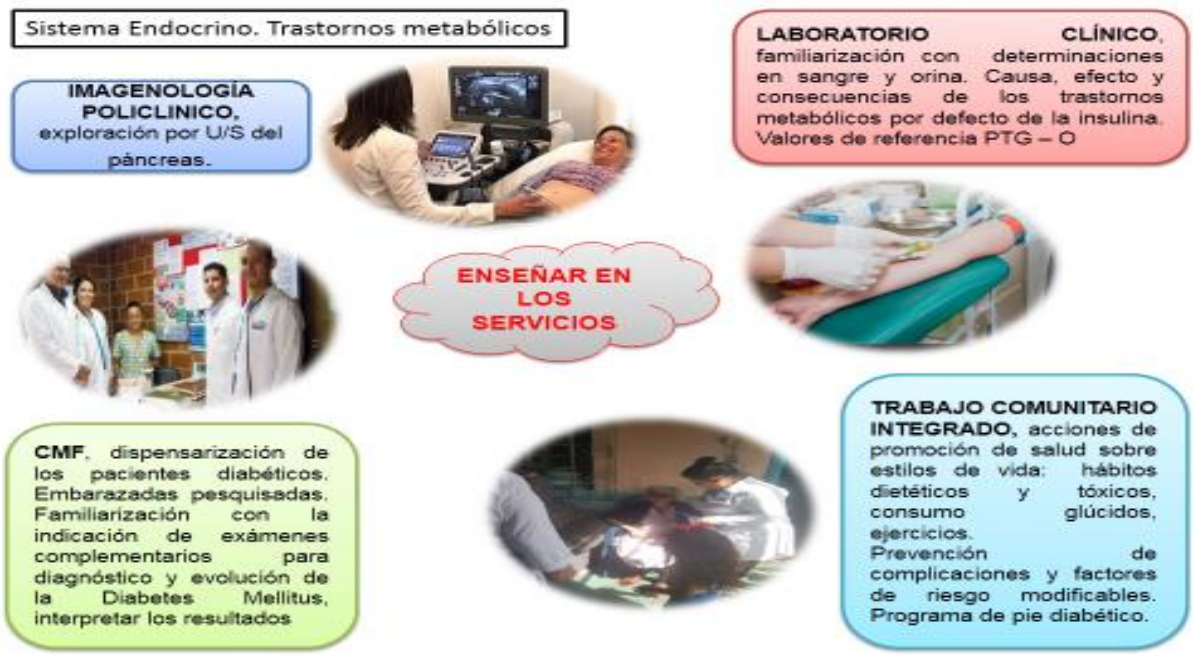 Sistema Endocrino. Trastornos metabólicos
IMAGENOLOGÍA
POLICLINICO,
exploración por U/S del
páncreas.
LABORATORIO CLÍNICO,
familiarización con determinaciones
en sangre y orina. Causa, efecto y
consecuencias de los trastornos
metabólicos por defecto de la insulina.
Valores de referencia PTG – O
ENSEÑAR EN
LOS
SERVICIOS
CMF, dispensarización de
los pacientes diabéticos.
Embarazadas pesquisadas.
Familiarización con la
indicación de exámenes
complementarios para
diagnóstico y evolución de
la Diabetes Mellitus,
interpretar los resultados
TRABAJO COMUNITARIO
INTEGRADO, acciones de
promoción de salud sobre
estilos de vida: hábitos
dietéticos y tóxicos,
consumo glúcidos,
ejercicios.
Prevención de
complicaciones y factores
de riesgo modificables.
Programa de pie diabético.